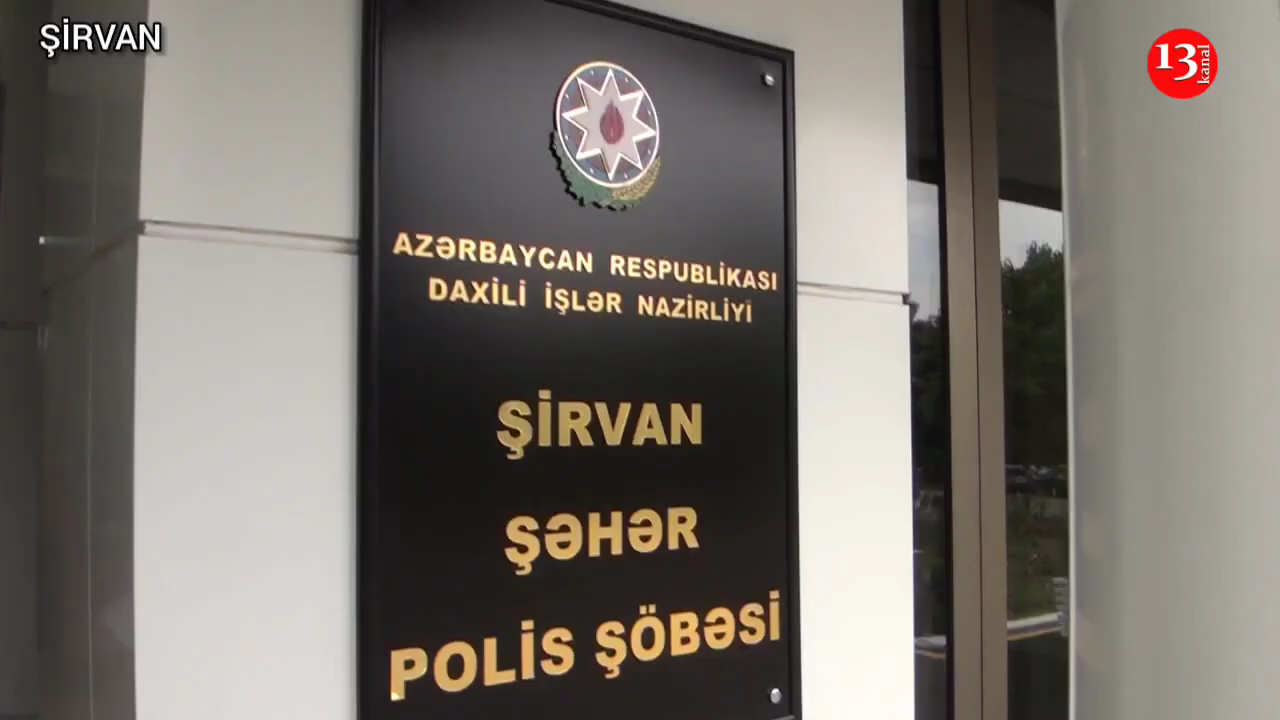 ŞİRVAN
13
kanal
AZƏRBAYCAN RESPUBLİKASI
DAXİLİ İŞLƏR NAZİRLİYİ
ŞİRVAN
ŞƏHƏR
POLİS ŞÖBƏSİ